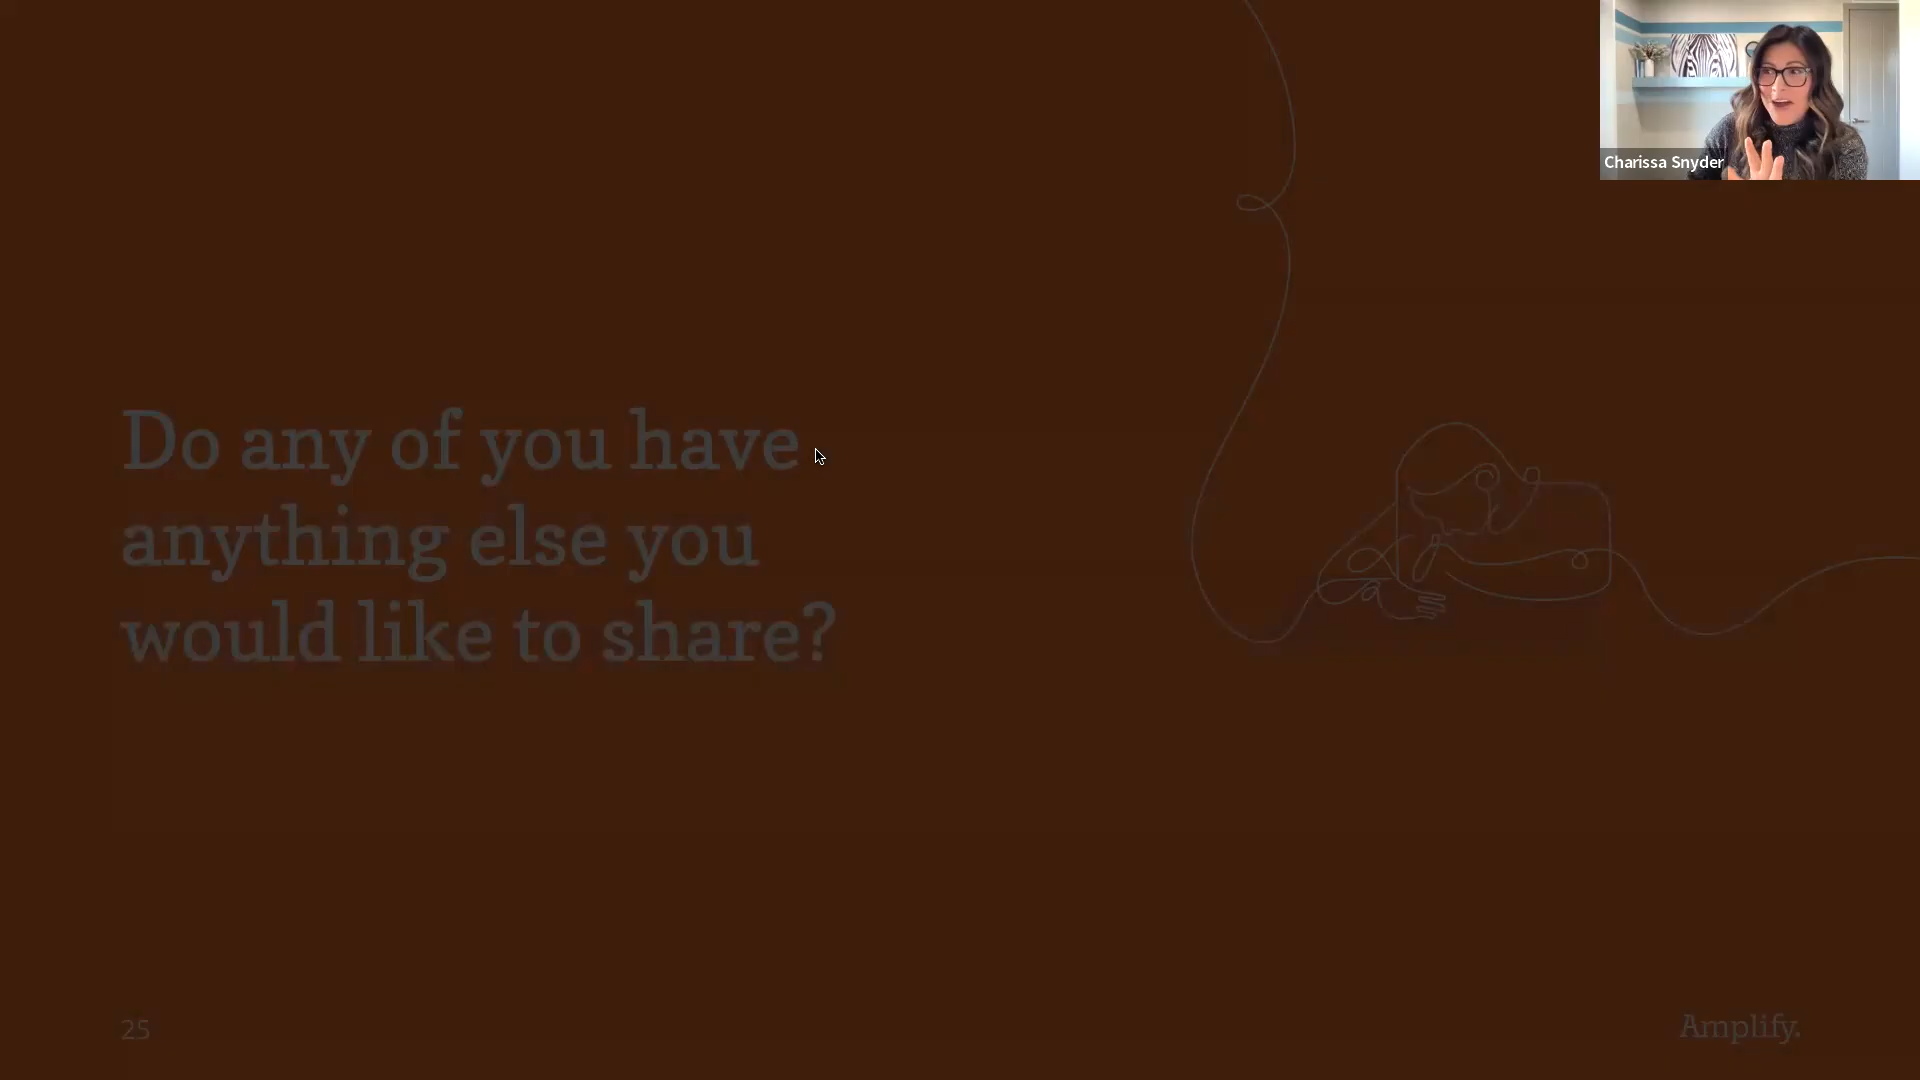 Charissa Snyder
Do any of you have
anything else you
would like to share?
25
Amplify.